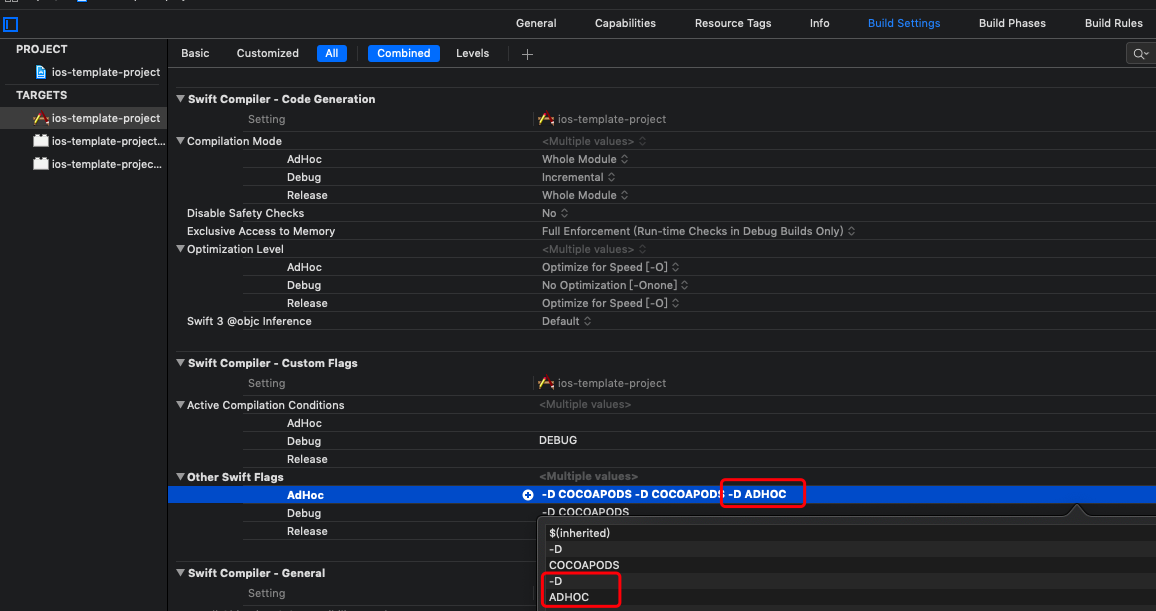 General Capabilities Resource Tags Info Build Settings Build Phases Build Rules
PROJECT
ios-template-project
TARGETS
ios-template-project
ios-template-project...
ios-template-projec...
Basic Customized All Combined Levels
Swift Compiler - Code Generation
Setting ios-template-project
Compilation Mode <Multiple values>
AdHoc Whole Module
Debug Incremental
Release Whole Module
Disable Safety Checks No
Exclusive Access to Memory Full Enforcement (Run-time Checks in Debug Builds Only)
Optimization Level <Multiple values>
AdHoc Optimize for Speed [-O]
Debug No Optimization [-Onone]
Release Optimize for Speed [-O]
Swift 3 @objc Inference Default
Swift Compiler - Custom Flags
Setting ios-template-project
Active Compilation Conditions <Multiple values>
AdHoc
Debug DEBUG
Release
Other Swift Flags <Multiple values>
AdHoc -D COCOAPODS -D COCOAPODS -D ADHOC
Debug -D COCOAPODS
Release
$(inherited)
-D
COCOAPODS
-D
ADHOC
Swift Compiler - General
Setting